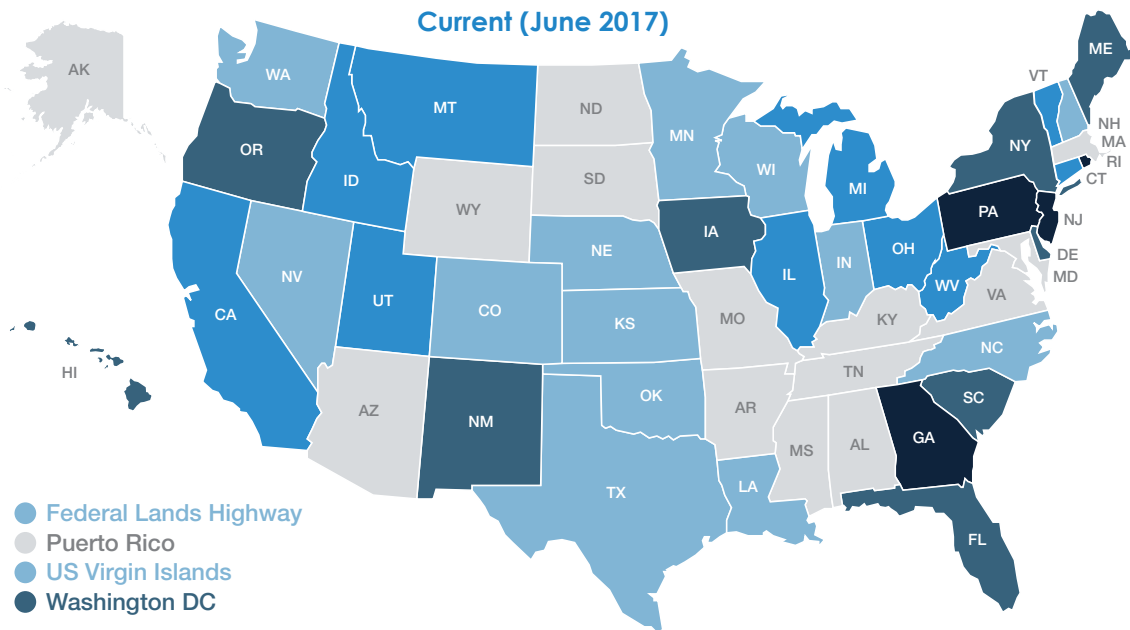 Current (June 2017)
AK
WA
MT
ND
MN
VT
ME
NH
MA
RI
CT
NY
OR
ID
SD
WI
MI
WY
IA
PA
NJ
DE
MD
NE
IL
IN
OH
WV
VA
NV
UT
CO
KS
MO
KY
CA
NC
TN
HI
AZ
NM
OK
AR
SC
MS
AL
GA
TX
LA
FL
Federal Lands Highway
Puerto Rico
US Virgin Islands
Washington DC